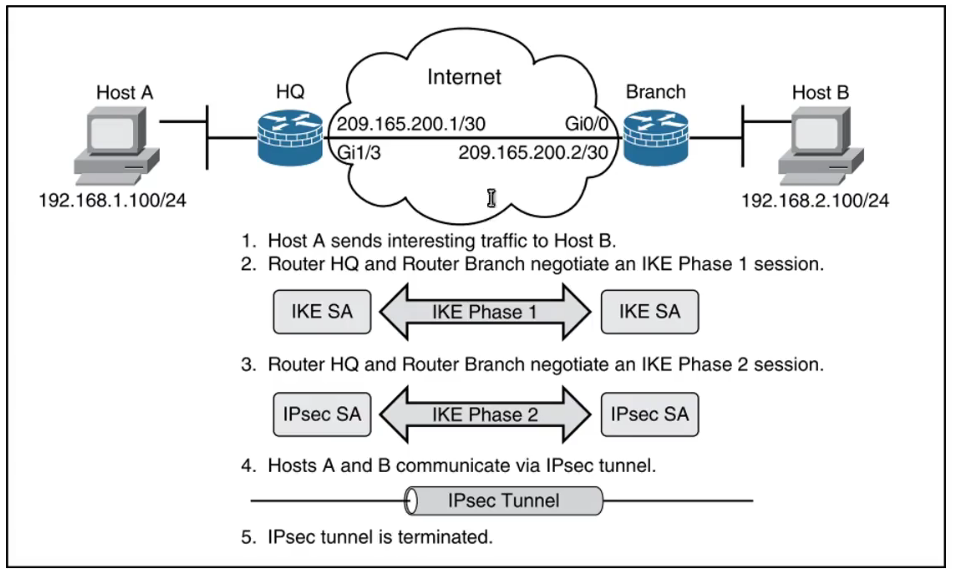 Internet
Host A
HQ
Branch
Host B
209.165.200.1/30
Gi0/0
Gi1/3
209.165.200.2/30
192.168.1.100/24
192.168.2.100/24
1. Host A sends interesting traffic to Host B.
2. Router HQ and Router Branch negotiate an IKE Phase 1 session.
IKE SA
IKE Phase 1
IKE SA
3. Router HQ and Router Branch negotiate an IKE Phase 2 session.
IPsec SA
IKE Phase 2
IPsec SA
4. Hosts A and B communicate via IPsec tunnel.
IPsec Tunnel
5. IPsec tunnel is terminated.